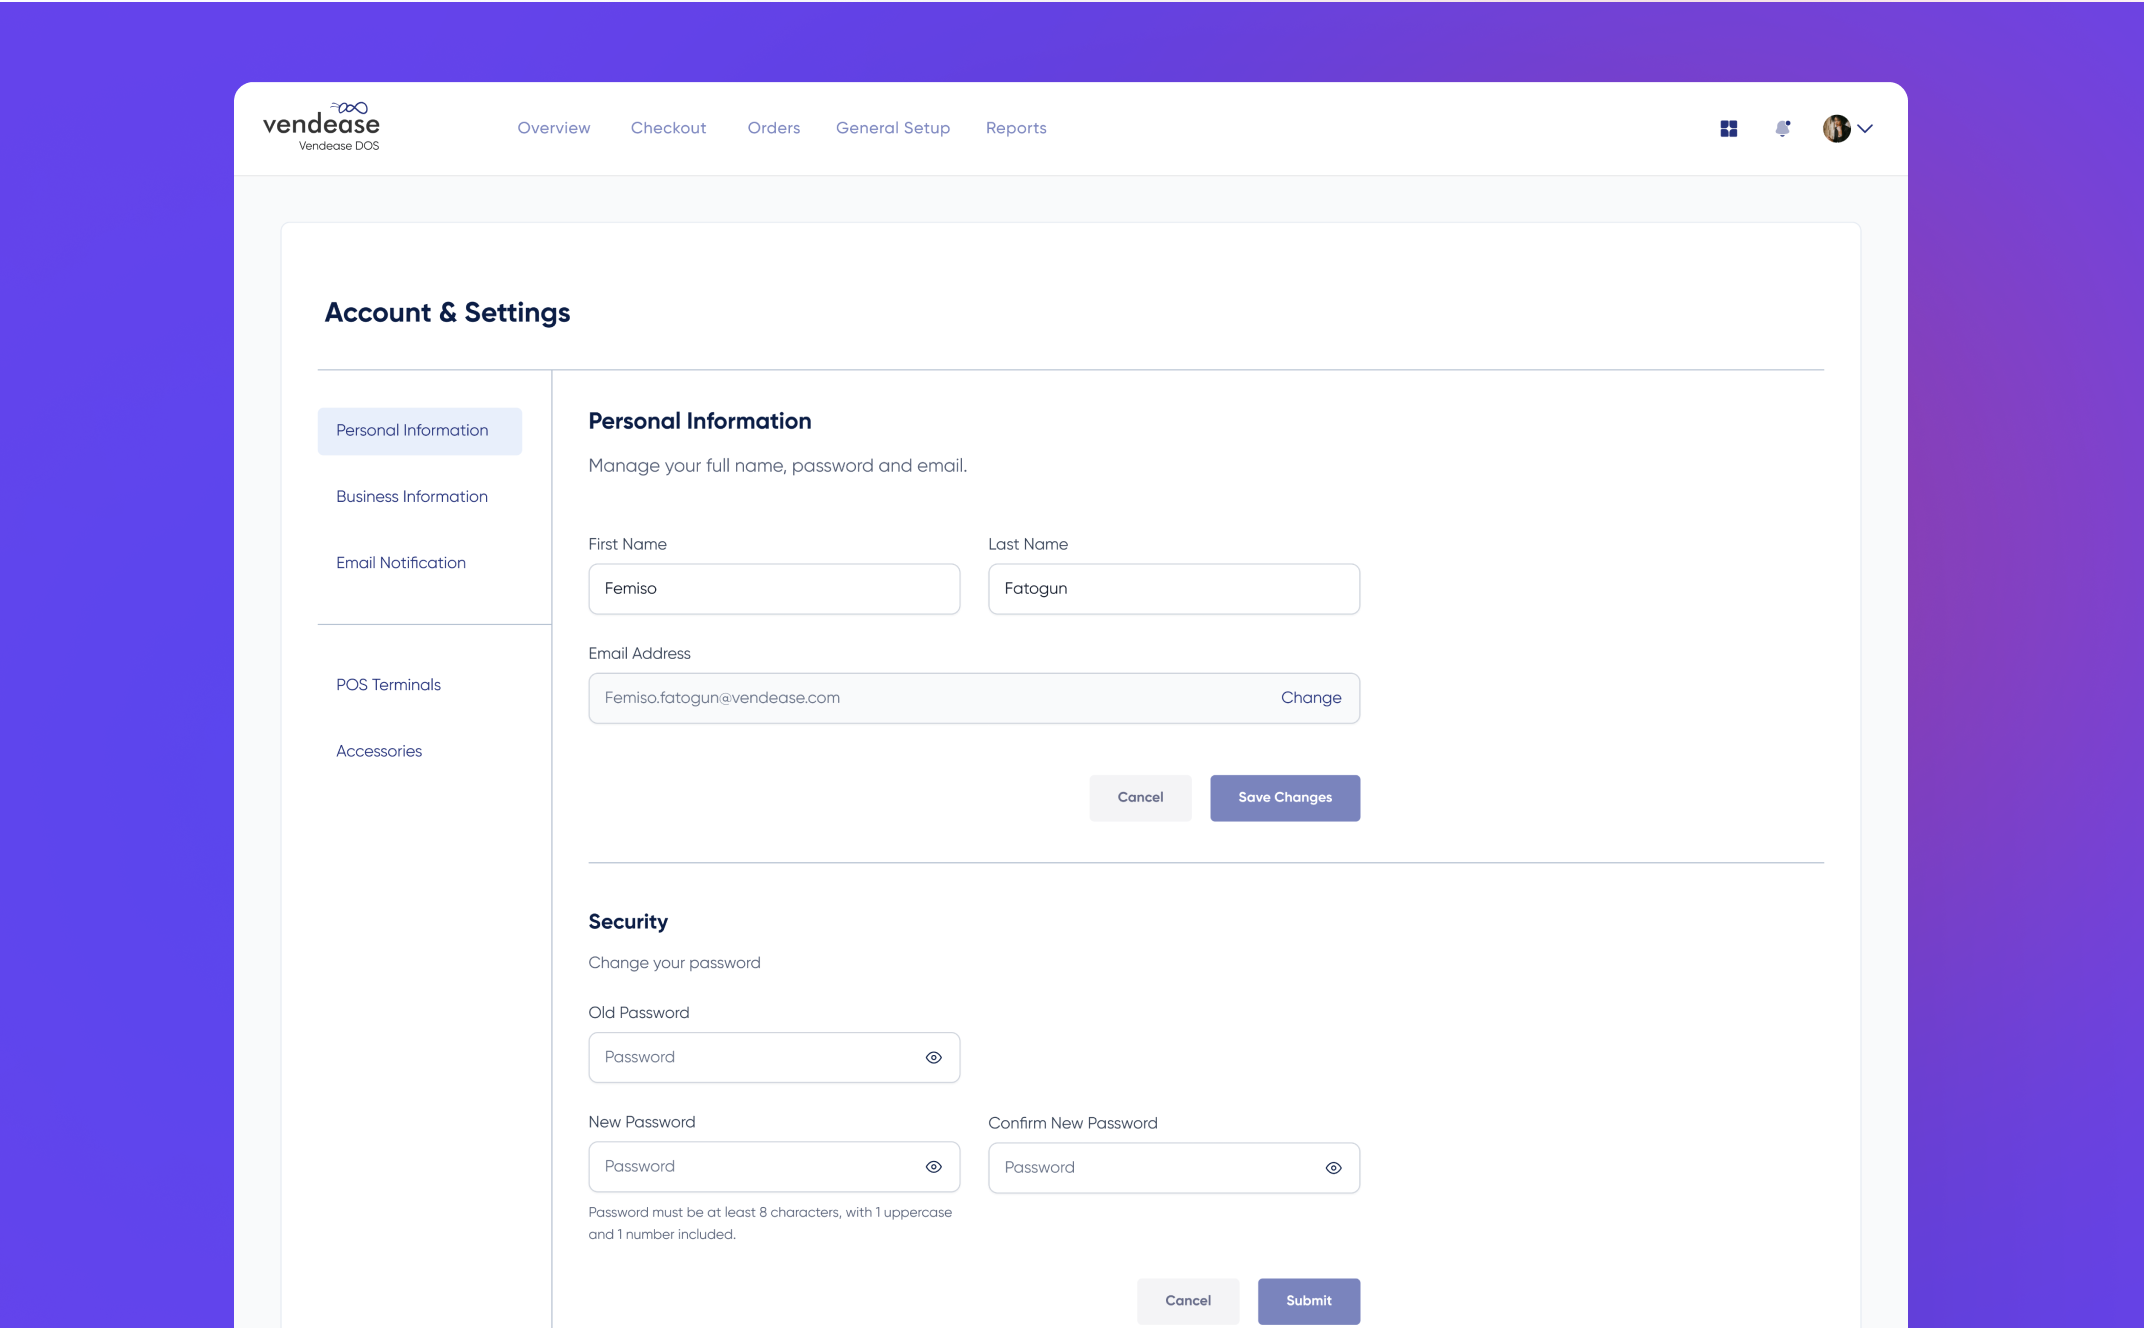 vendease
Vendease DOS
Overview
Checkout
Orders
General Setup
Reports
Account & Settings
Personal Information
Business Information
Email Notification
POS Terminals
Accessories
Personal Information
Manage your full name, password and email.
First Name
Last Name
Femiso
Fatogun
Email Address
Femiso.fatogun@vendease.com
Change
Cancel
Save Changes
Security
Change your password
Old Password
Password
New Password
Confirm New Password
Password
Password
Password must be at least 8 characters, with 1 uppercase
and 1 number included.
Cancel
Submit